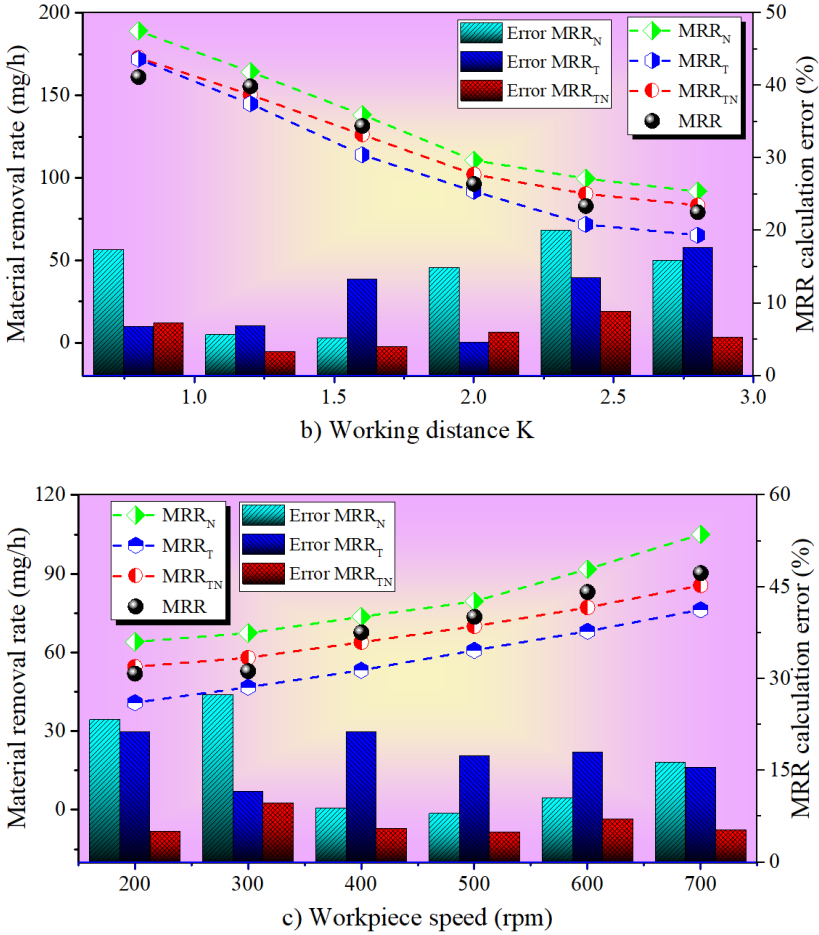 200
150
100
50
0
Material removal rate (mg/h)
Error MRR_N
Error MRR_T
Error MRR_TN
MRR_N
MRR_T
MRR_TN
MRR
50
40
30
20
10
0
MRR calculation error (%)
1.0 1.5 2.0 2.5 3.0
b) Working distance K
120
90
60
30
0
Material removal rate (mg/h)
MRR_N
MRR_T
MRR_TN
MRR
Error MRR_N
Error MRR_T
Error MRR_TN
60
45
30
15
0
MRR calculation error (%)
200 300 400 500 600 700
c) Workpiece speed (rpm)